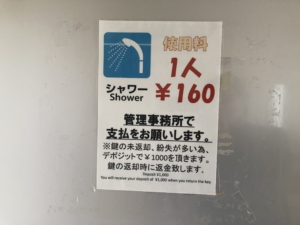 使用料
1人
シャワー
Shower
¥160
管理事務所で
支払をお願いします。
※鍵の未返却、紛失が多い為、
デポジットで¥1000を頂きます。
鍵の返却時に返金致します。
Deposit ¥1,000
You will receive your deposit of ¥1,000 when you return the key.